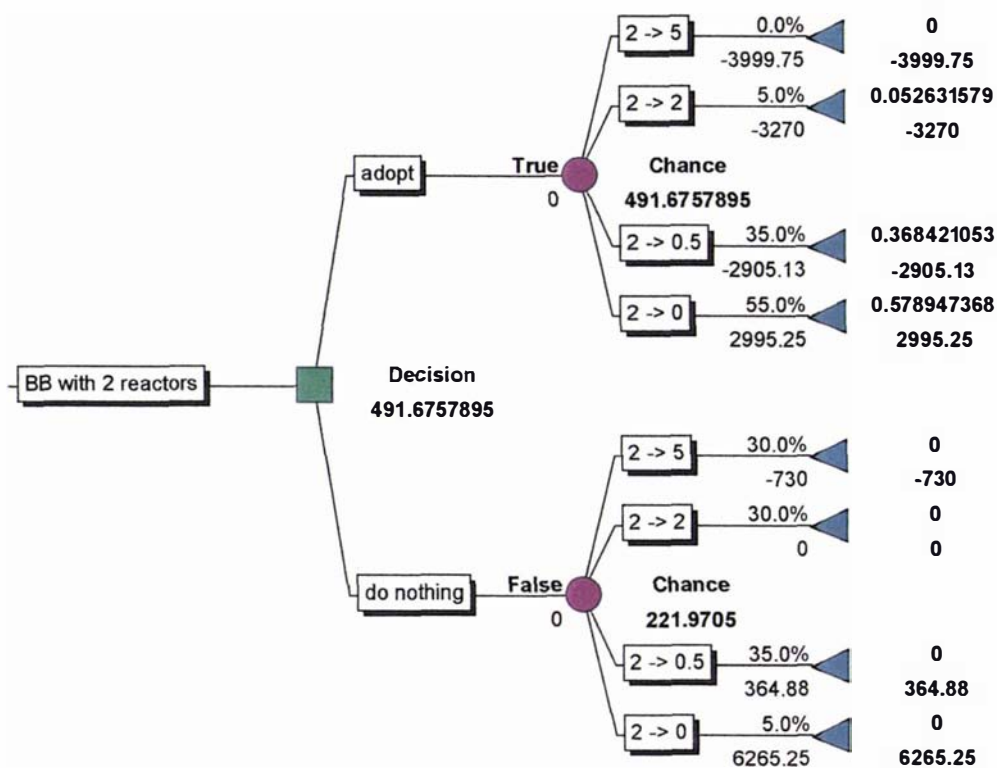 2 -> 5 0.0% 0
-3999.75 -3999.75
2 -> 2 5.0% 0.052631579
-3270 -3270
adopt True Chance
0 491.6757895
2 -> 0.5 35.0% 0.368421053
-2905.13 -2905.13
2 -> 0 55.0% 0.578947368
2995.25 2995.25
BB with 2 reactors Decision
491.6757895
2 -> 5 30.0% 0
-730 -730
2 -> 2 30.0% 0
0 0
do nothing False Chance
0 221.9705
2 -> 0.5 35.0% 0
364.88 364.88
2 -> 0 5.0% 0
6265.25 6265.25